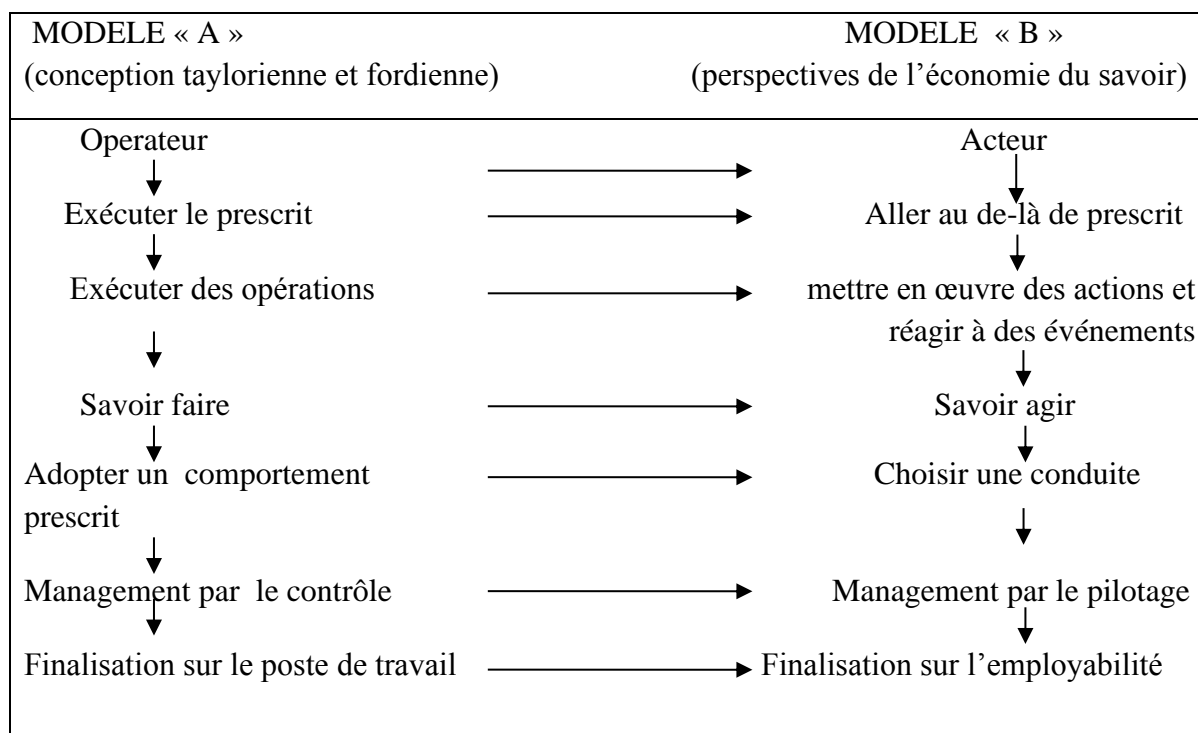 MODELE « A » MODELE « B »
(conception taylorienne et fordienne) (perspectives de l’économie du savoir)
Operateur Acteur
Exécuter le prescrit Aller au de-là de prescrit
Exécuter des opérations mettre en œuvre des actions et
réagir à des événements
Savoir faire Savoir agir
Adopter un comportement Choisir une conduite
prescrit
Management par le contrôle Management par le pilotage
Finalisation sur le poste de travail Finalisation sur l’employabilité